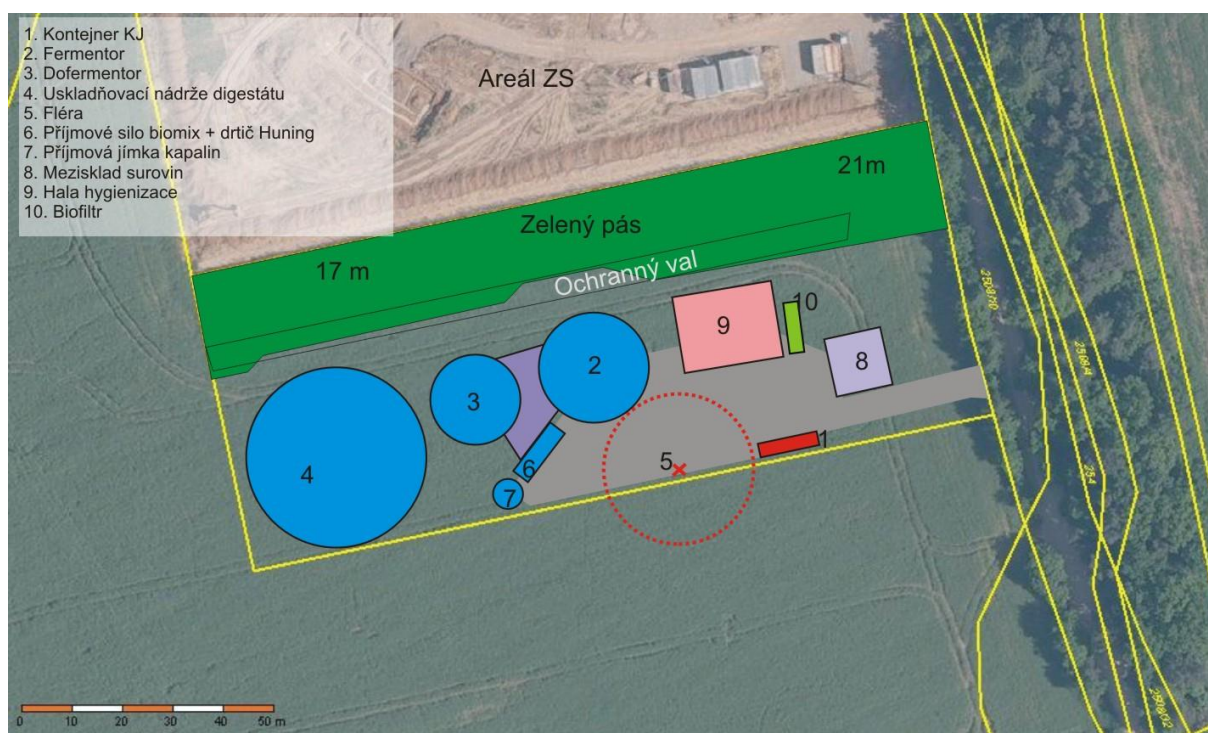 1. Kontejner KJ
2. Fermentor
3. Dofermentor
4. Uskladňovací nádrže digestátu
5. Fléra
6. Příjmové silo biomix + drtič Huning
7. Příjmová jímka kapalin
8. Mezisklad surovin
9. Hala hygienizace
10. Biofiltr
Areál ZS
21m
Zelený pás
17 m
Ochranný val
10
9
2
8
3
1
5
6
4
7
254
0 10 20 30 40 50 m